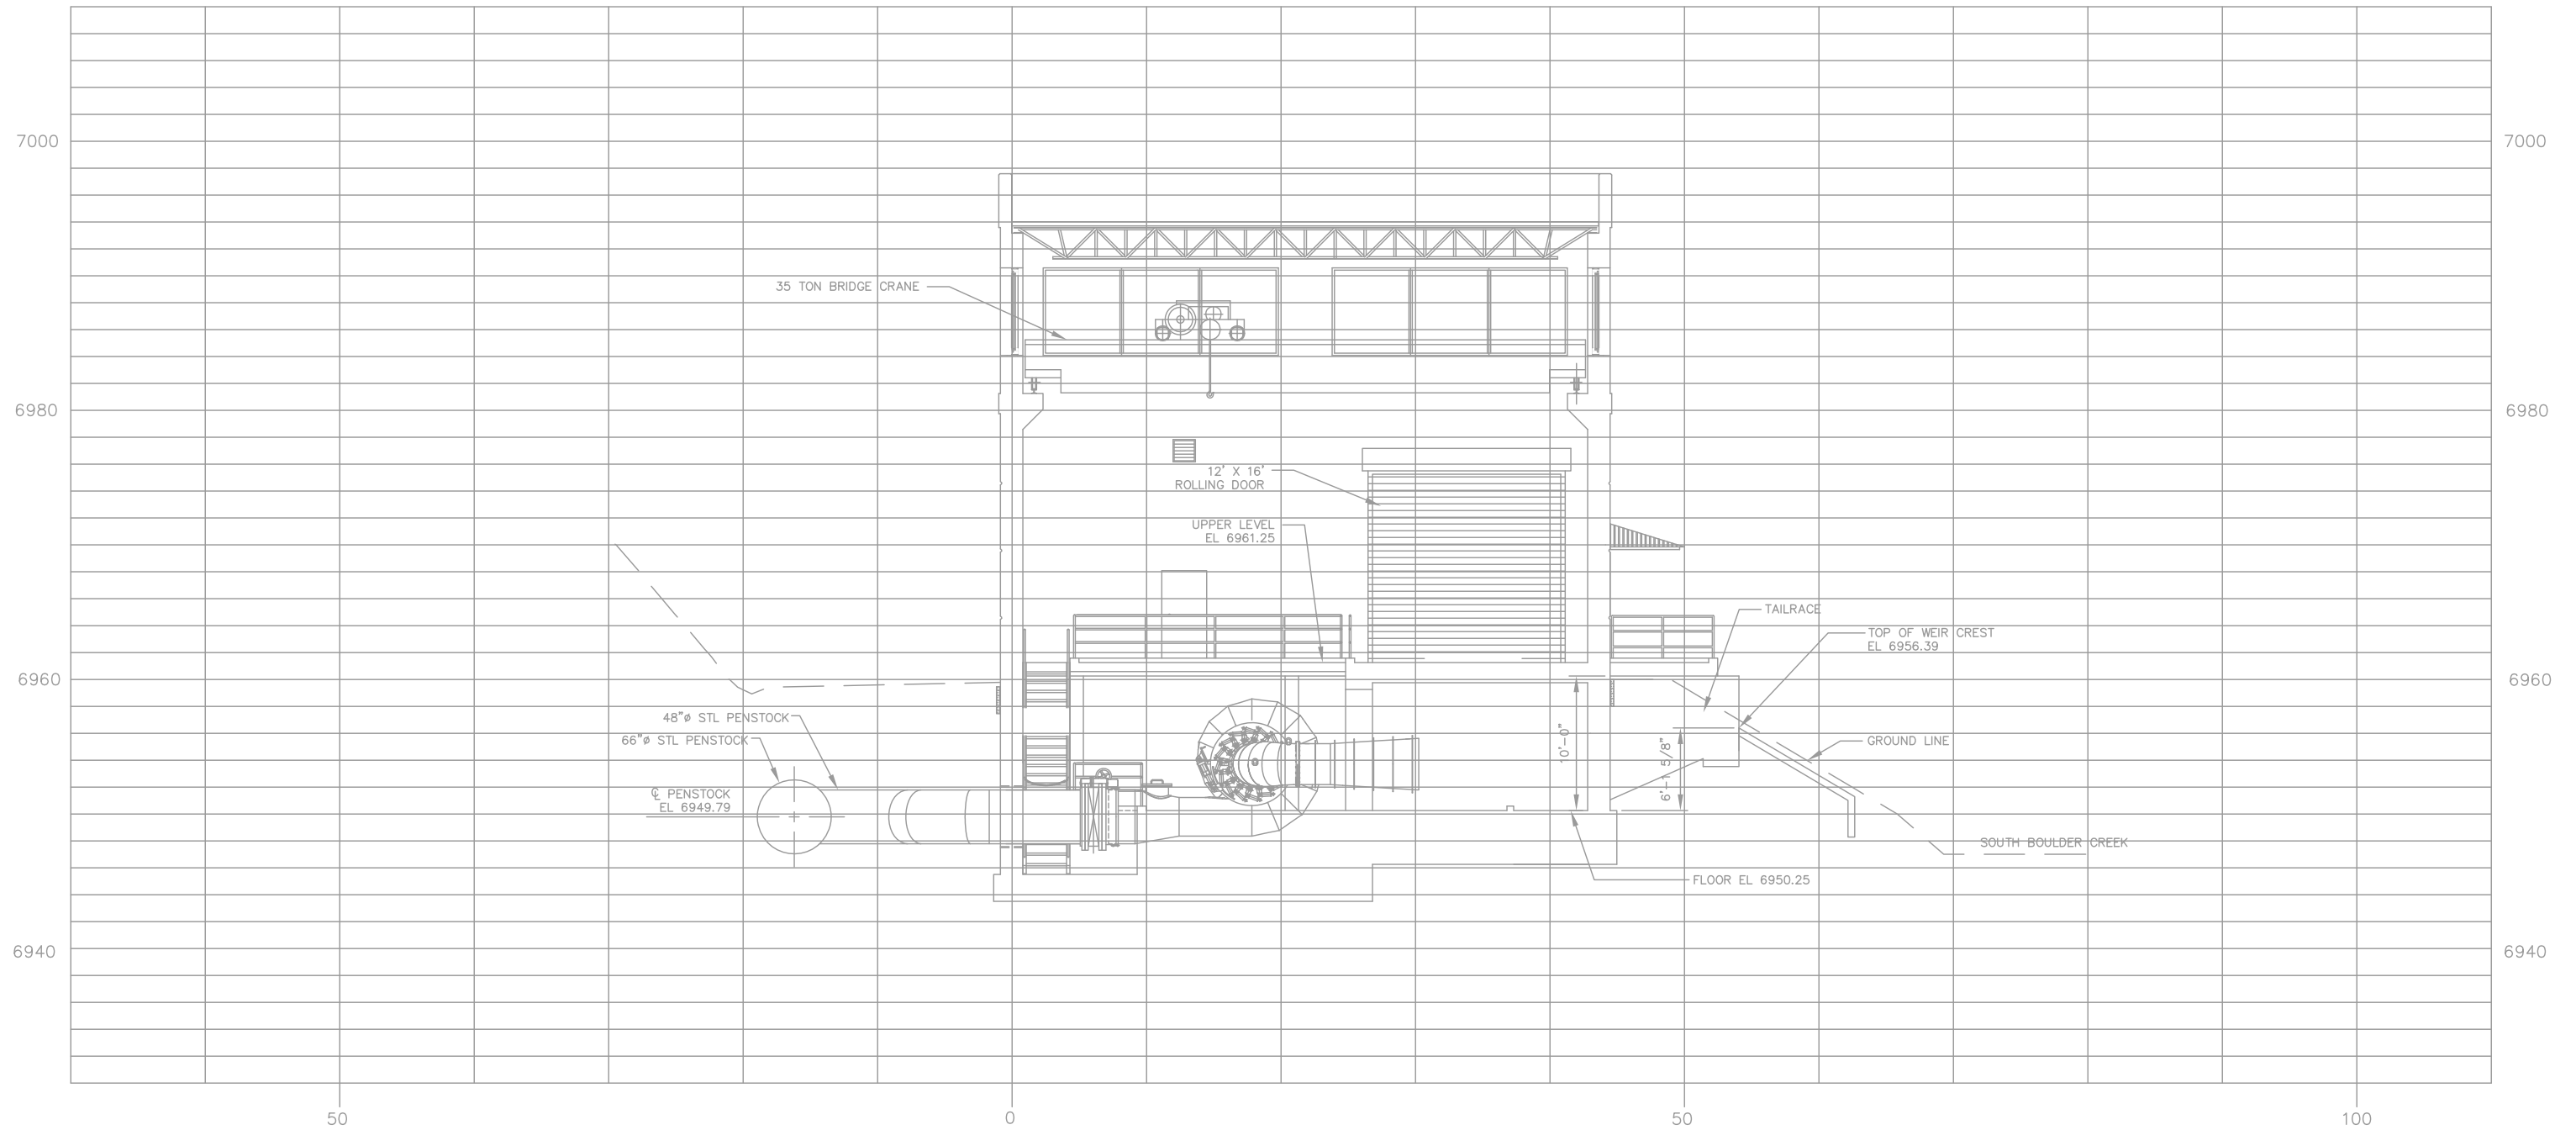 7000
7000
35 TON BRIDGE CRANE
6980
6980
12' X 16'
ROLLING DOOR
UPPER LEVEL
EL 6961.25
TAILRACE
TOP OF WEIR CREST
EL 6956.39
6960
6960
48"ø STL PENSTOCK
66"ø STL PENSTOCK
10'-0"
6'-1 5/8"
GROUND LINE
℄ PENSTOCK
EL 6949.79
SOUTH BOULDER CREEK
FLOOR EL 6950.25
6940
6940
50
0
50
100